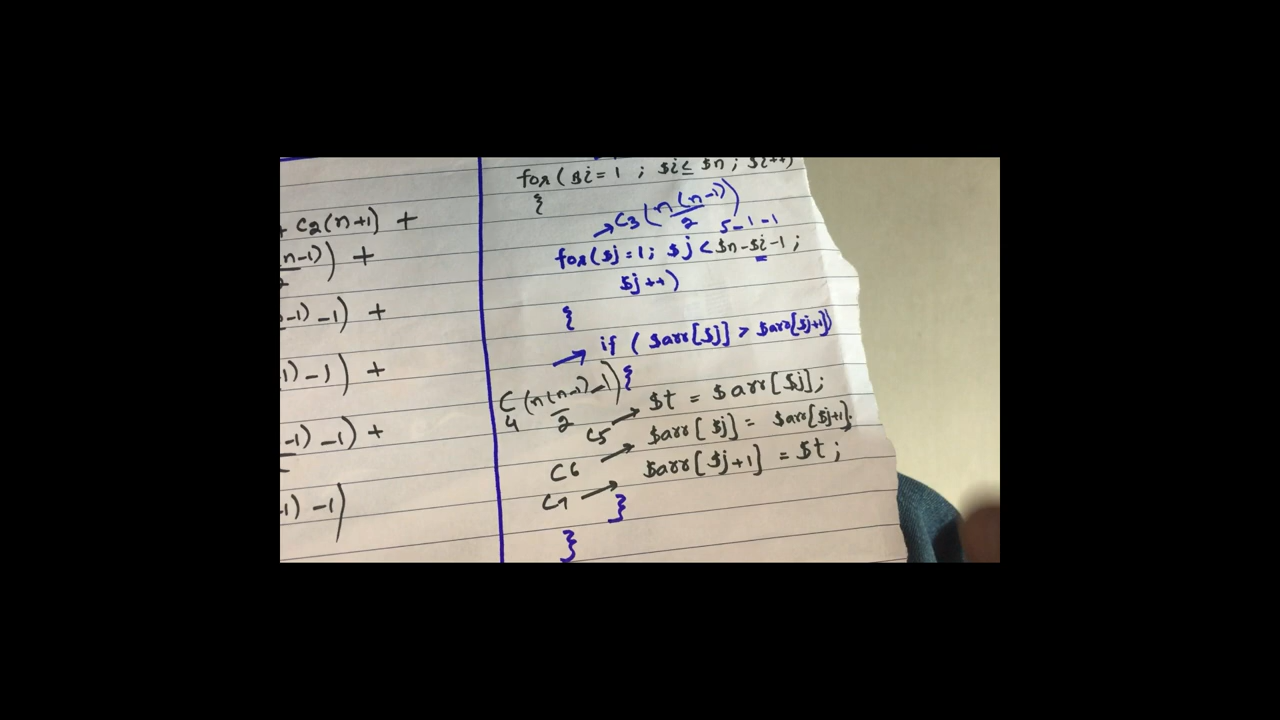 + c2(n+1) +
n-1)) +
-1) -1) +
1) -1) +
-1) -1) +
1) -1)
for($i=1 ; $i≤ $n; $i++)
{
→ C3(n(n-1)/2)
5-1-1
for($j=1; $j<$n-$i-1;
$j++)
{
→ if ( $arr[$j] > $arr[$j+1])
C4 (n(n-1)/2 -1)
{
C5 → $t = $arr[$j];
C6 → $arr[$j] = $arr[$j+1];
C7 → $arr[$j+1] = $t ;
}
}